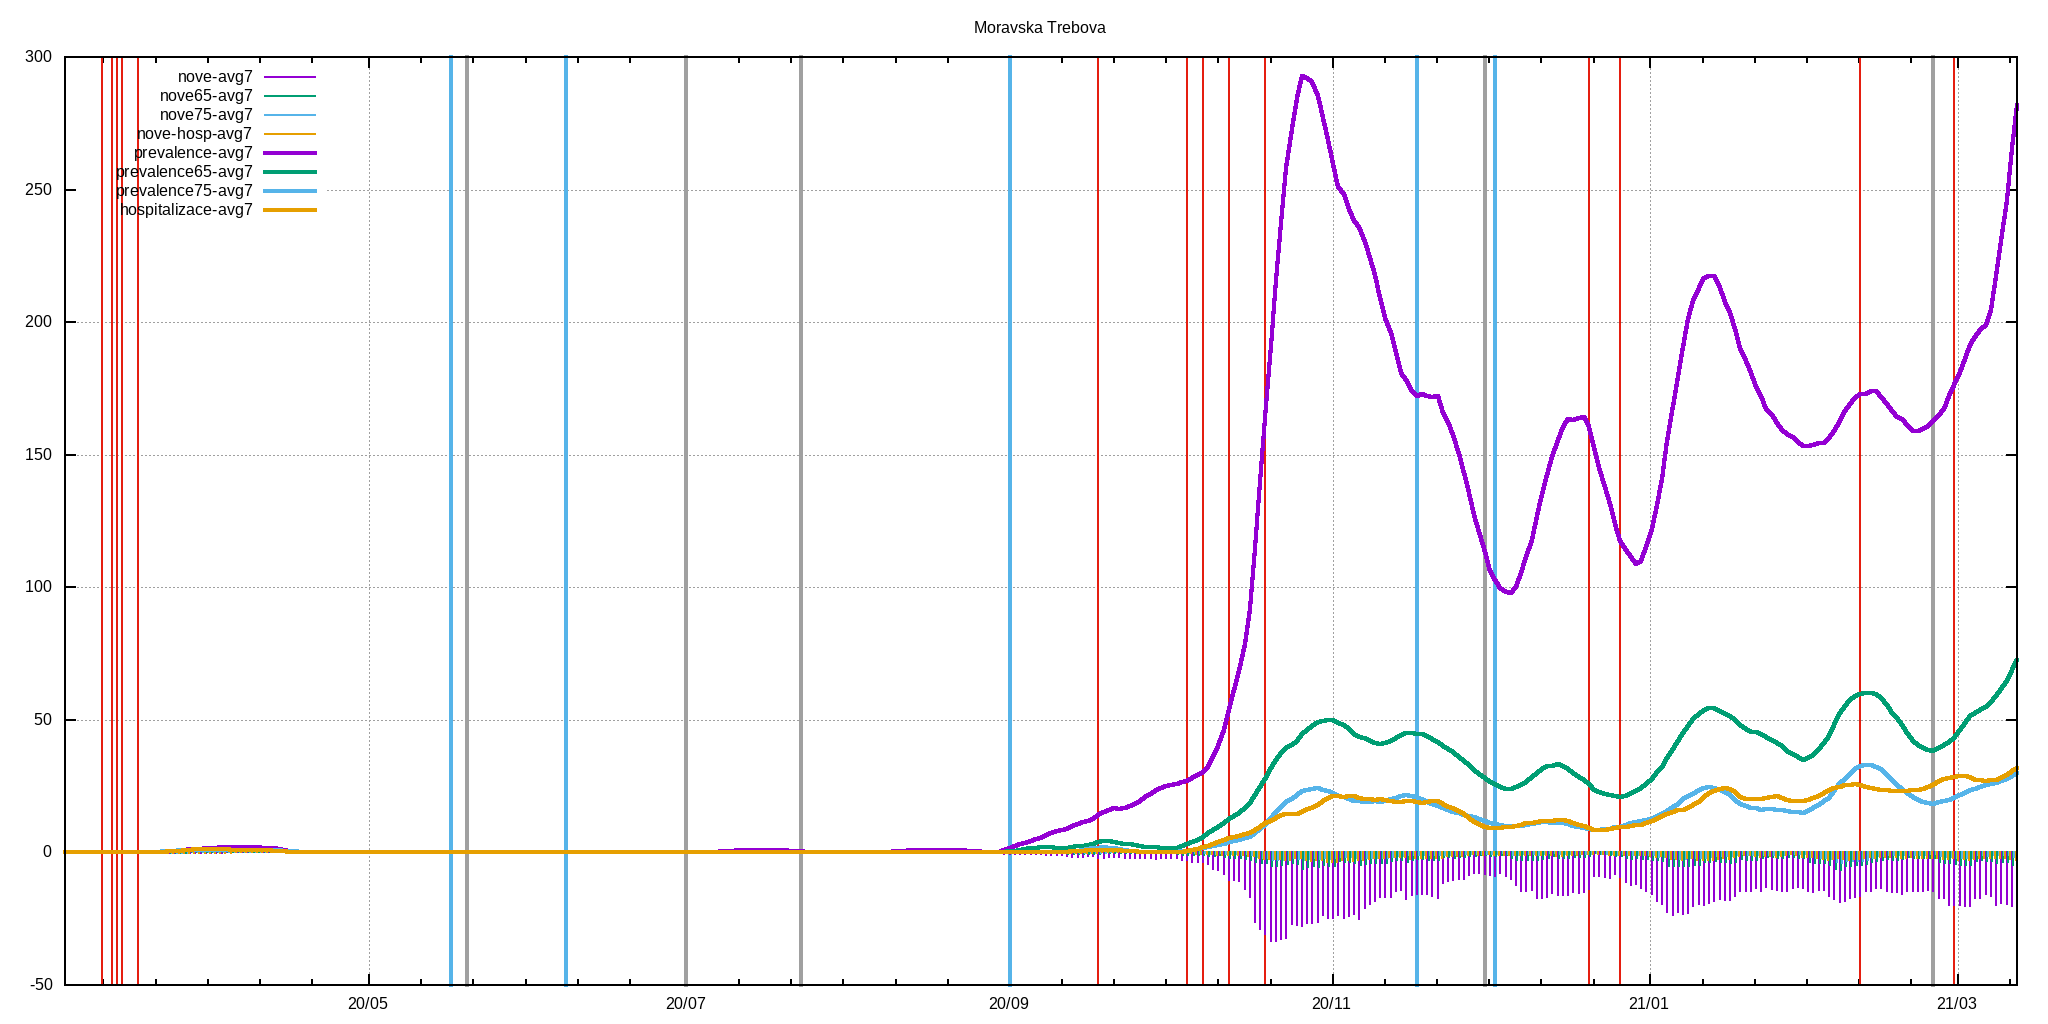 Moravska Trebova
300
nove-avg7
nove65-avg7
nove75-avg7
nove-hosp-avg7
prevalence-avg7
prevalence65-avg7
prevalence75-avg7
hospitalizace-avg7
250
200
150
100
50
0
-50
20/05 20/07 20/09 20/11 21/01 21/03